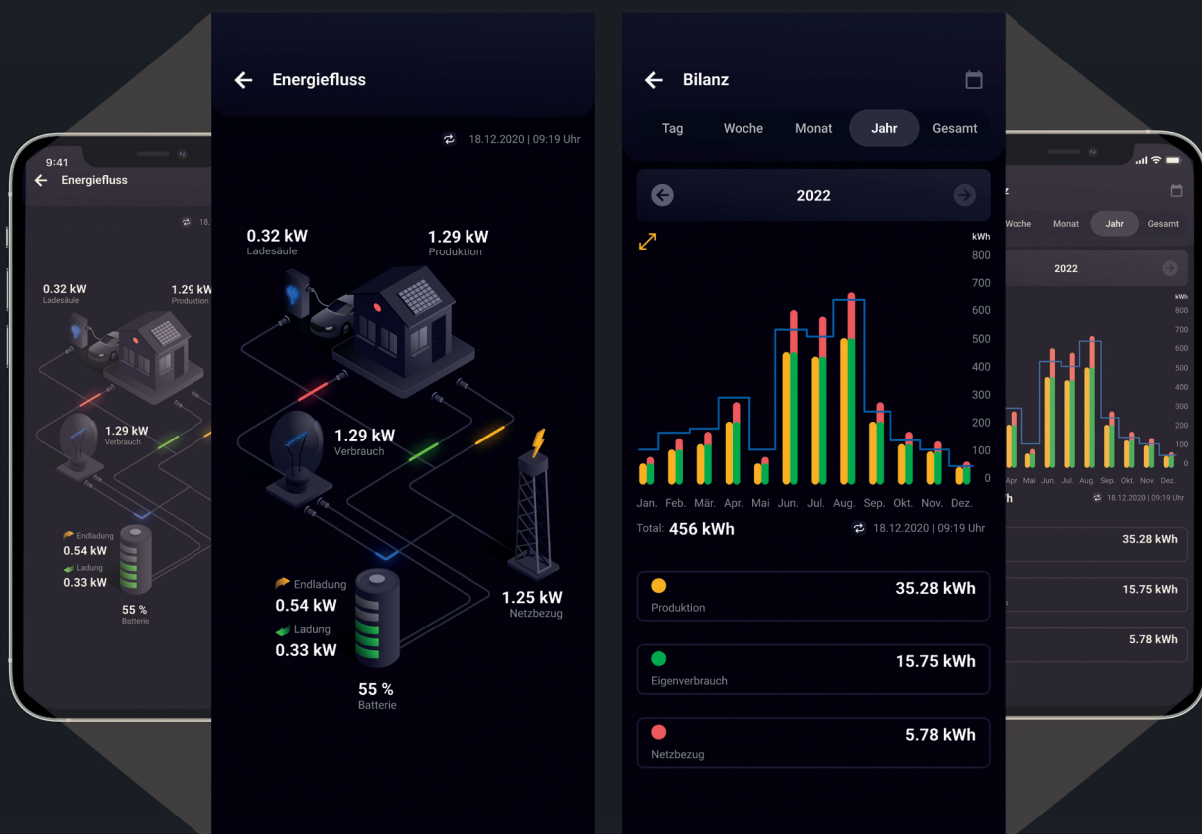 9:41
Energiefluss
18.
0.32 kW
Ladesäule
1.29 kW
Produktion
1.29 kW
Verbrauch
Endladung
0.54 kW
Ladung
0.33 kW
55 %
Batterie
Energiefluss
18.12.2020 | 09:19 Uhr
0.32 kW
Ladesäule
1.29 kW
Produktion
1.29 kW
Verbrauch
Endladung
0.54 kW
Ladung
0.33 kW
1.25 kW
Netzbezug
55 %
Batterie
Bilanz
Tag Woche Monat Jahr Gesamt
2022
kWh
800
700
600
500
400
300
200
100
0
Jan. Feb. Mär. Apr. Mai Jun. Jul. Aug. Sep. Okt. Nov. Dez.
Total: 456 kWh
18.12.2020 | 09:19 Uhr
35.28 kWh
Produktion
15.75 kWh
Eigenverbrauch
5.78 kWh
Netzbezug
z
Woche Monat Jahr Gesamt
2022
kWh
800
700
600
500
400
300
200
100
0
Apr Mai Jun. Jul. Aug. Sep. Okt. Nov. Dez.
h
18.12.2020 | 09:19 Uhr
35.28 kWh
15.75 kWh
5.78 kWh